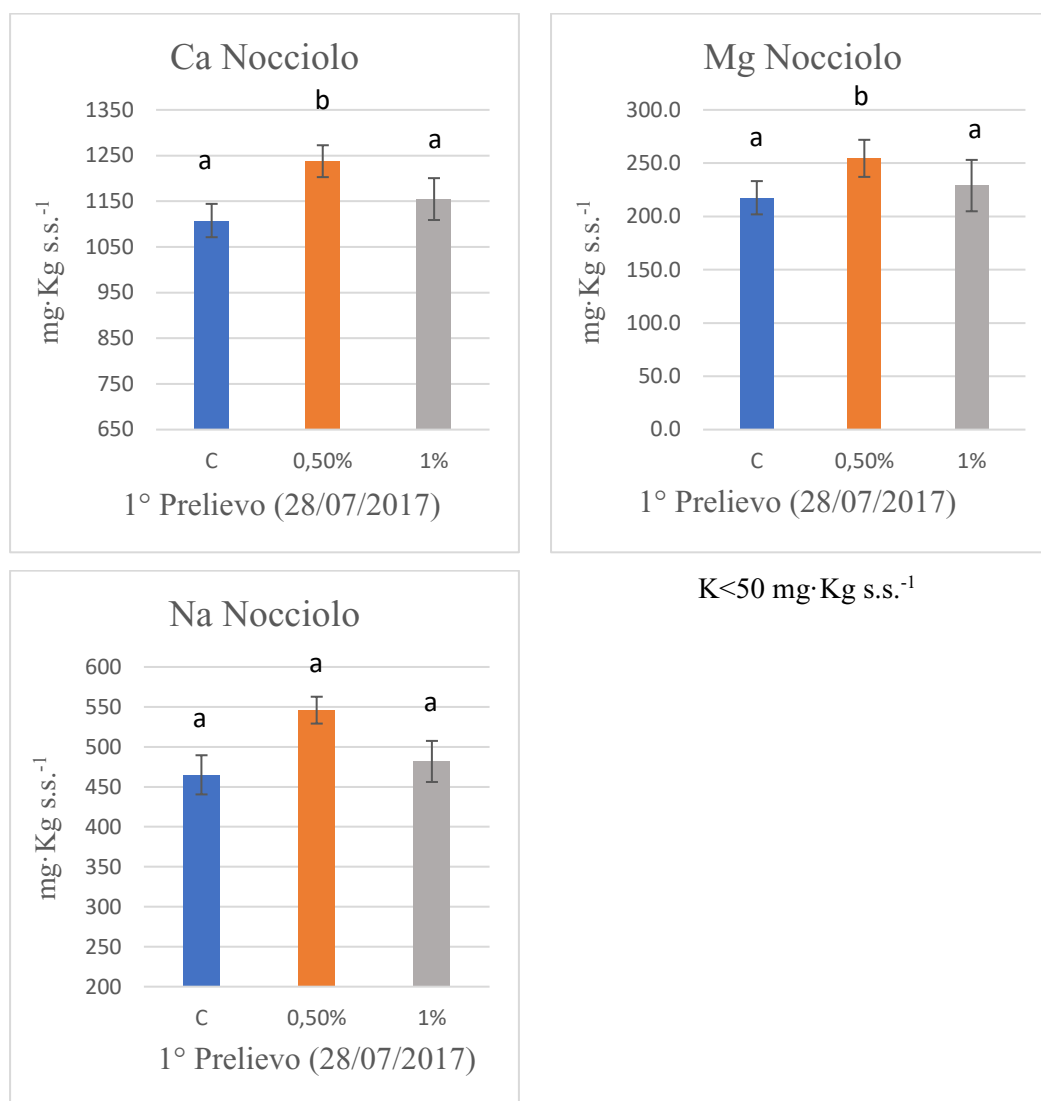 Ca Nocciolo
1350
1250
1150
1050
950
850
750
650
mg·Kg s.s.⁻¹
a
b
a
C
0,50%
1%
1° Prelievo (28/07/2017)
Mg Nocciolo
300.0
250.0
200.0
150.0
100.0
50.0
0.0
mg·Kg s.s.⁻¹
a
b
a
C
0,50%
1%
1° Prelievo (28/07/2017)
Na Nocciolo
600
550
500
450
400
350
300
250
200
mg·Kg s.s.⁻¹
a
a
a
C
0,50%
1%
1° Prelievo (28/07/2017)
K<50 mg·Kg s.s.⁻¹